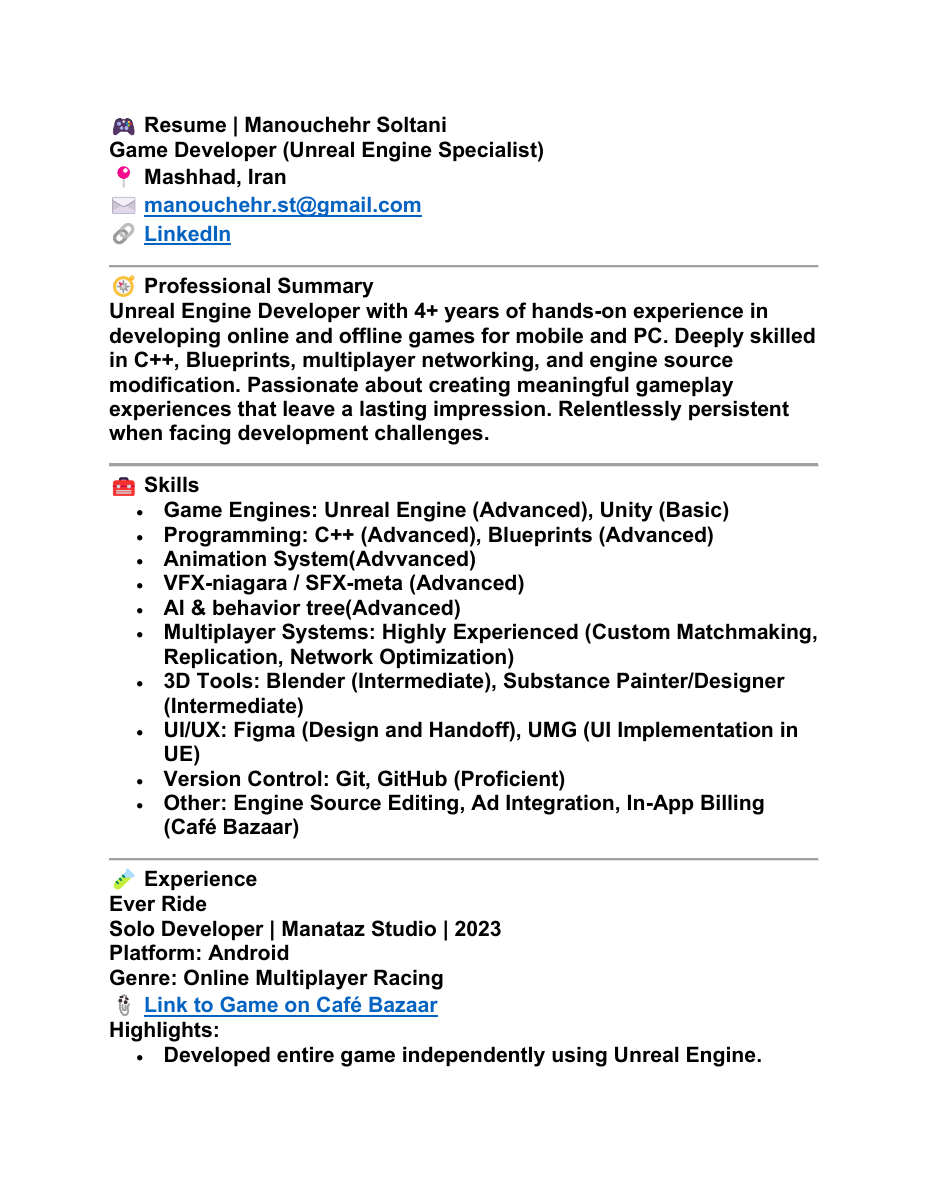 Resume | Manouchehr Soltani
Game Developer (Unreal Engine Specialist)
Mashhad, Iran
manouchehr.st@gmail.com
LinkedIn
Professional Summary
Unreal Engine Developer with 4+ years of hands-on experience in
developing online and offline games for mobile and PC. Deeply skilled
in C++, Blueprints, multiplayer networking, and engine source
modification. Passionate about creating meaningful gameplay
experiences that leave a lasting impression. Relentlessly persistent
when facing development challenges.
Skills
• Game Engines: Unreal Engine (Advanced), Unity (Basic)
• Programming: C++ (Advanced), Blueprints (Advanced)
• Animation System(Advvanced)
• VFX-niagara / SFX-meta (Advanced)
• AI & behavior tree(Advanced)
• Multiplayer Systems: Highly Experienced (Custom Matchmaking,
Replication, Network Optimization)
• 3D Tools: Blender (Intermediate), Substance Painter/Designer
(Intermediate)
• UI/UX: Figma (Design and Handoff), UMG (UI Implementation in
UE)
• Version Control: Git, GitHub (Proficient)
• Other: Engine Source Editing, Ad Integration, In-App Billing
(Café Bazaar)
Experience
Ever Ride
Solo Developer | Manataz Studio | 2023
Platform: Android
Genre: Online Multiplayer Racing
Link to Game on Café Bazaar
Highlights:
• Developed entire game independently using Unreal Engine.